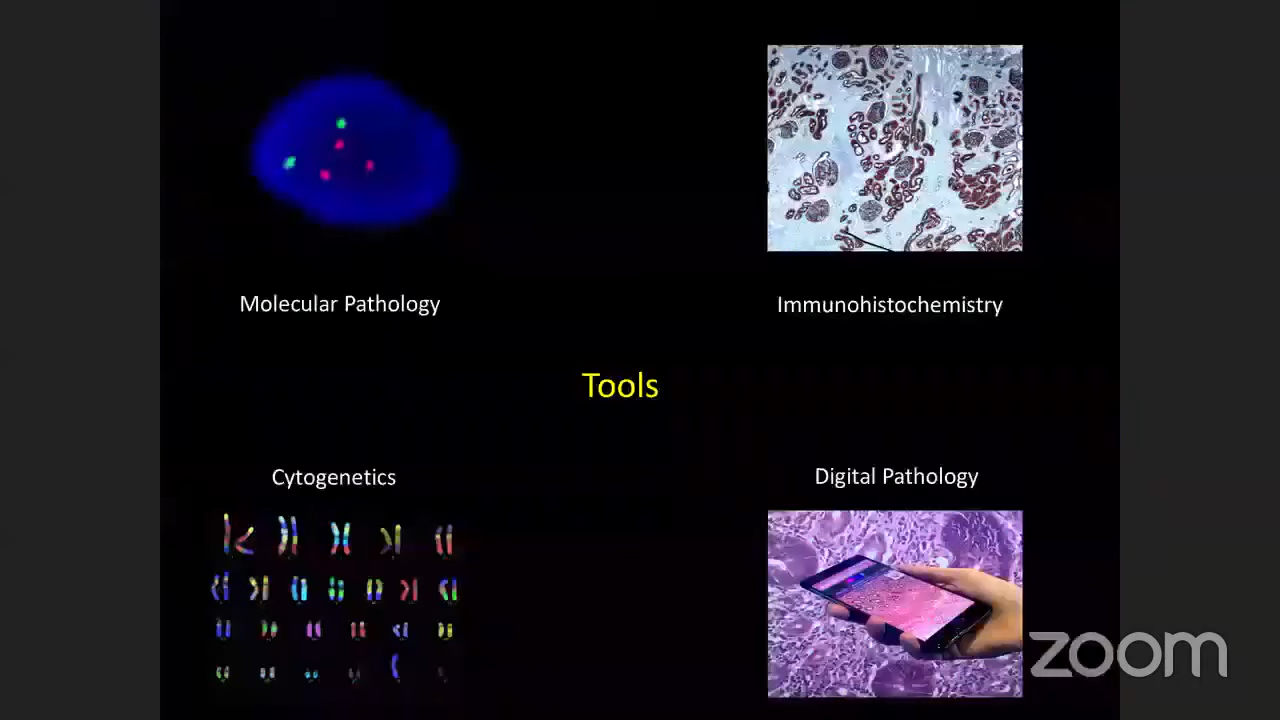 Molecular Pathology
Immunohistochemistry
Tools
Cytogenetics
Digital Pathology
zoom